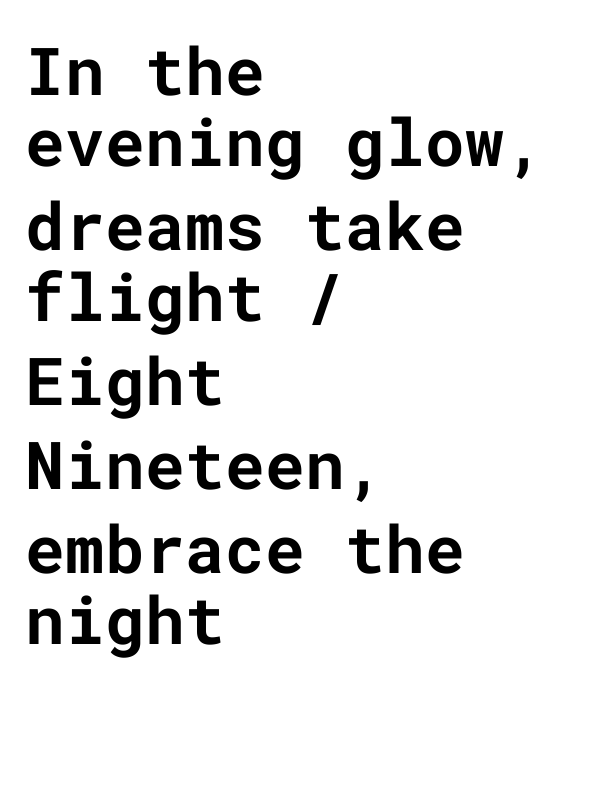 In the
evening glow,
dreams take
flight /
Eight
Nineteen,
embrace the
night